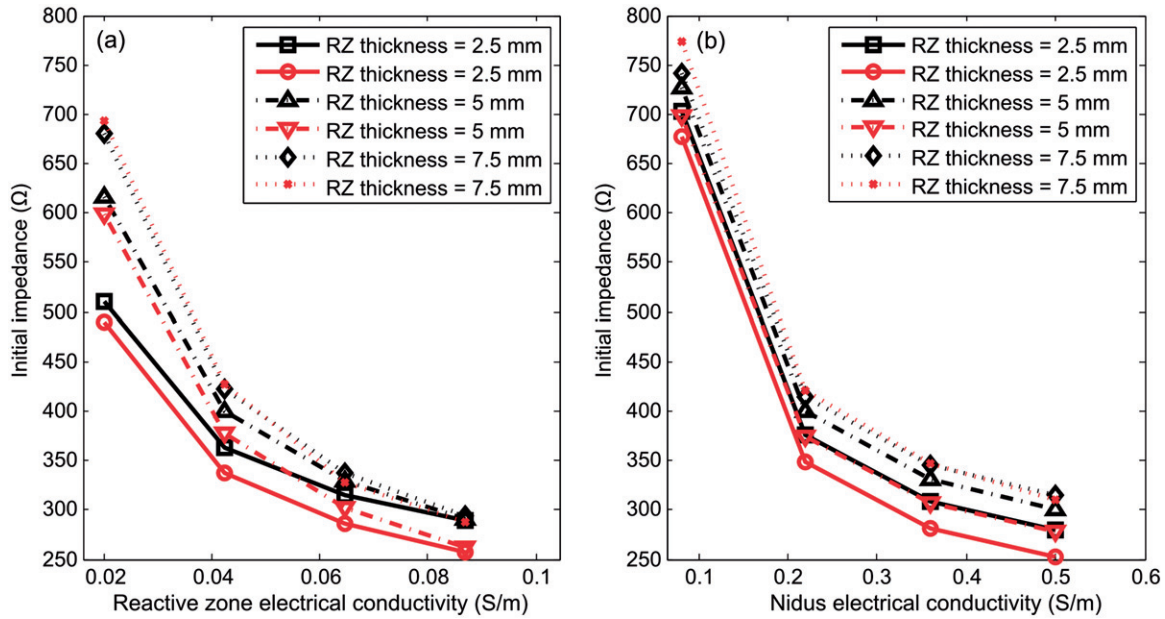 (a)
RZ thickness = 2.5 mm
RZ thickness = 2.5 mm
RZ thickness = 5 mm
RZ thickness = 5 mm
RZ thickness = 7.5 mm
RZ thickness = 7.5 mm
800
750
700
650
600
550
500
450
400
350
300
250
Initial impedance (Ω)
0.02
0.04
0.06
0.08
0.1
Reactive zone electrical conductivity (S/m)
(b)
RZ thickness = 2.5 mm
RZ thickness = 2.5 mm
RZ thickness = 5 mm
RZ thickness = 5 mm
RZ thickness = 7.5 mm
RZ thickness = 7.5 mm
800
750
700
650
600
550
500
450
400
350
300
250
Initial impedance (Ω)
0.1
0.2
0.3
0.4
0.5
0.6
Nidus electrical conductivity (S/m)